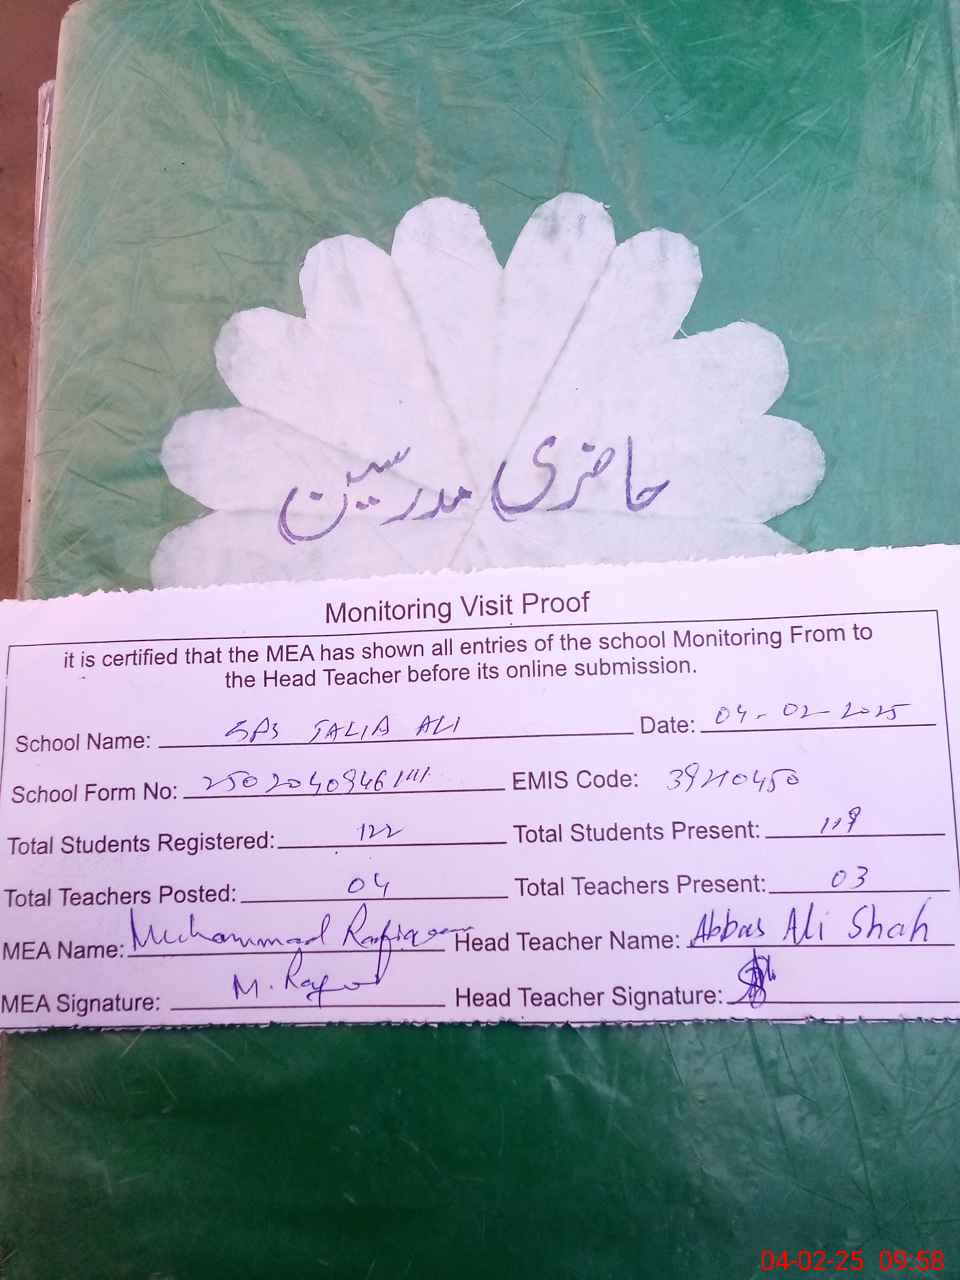 حاضری مدرسین
Monitoring Visit Proof
it is certified that the MEA has shown all entries of the school Monitoring From to
the Head Teacher before its online submission.
School Name: GPS TALIA ALI Date: 04-02-2025
School Form No: EMIS Code: 39210450
Total Students Registered: 122 Total Students Present: 119
Total Teachers Posted: 04 Total Teachers Present: 03
MEA Name: Muhammad Rafique Head Teacher Name: Abbas Ali Shah
MEA Signature: M. Head Teacher Signature:
04-02-25 09:58